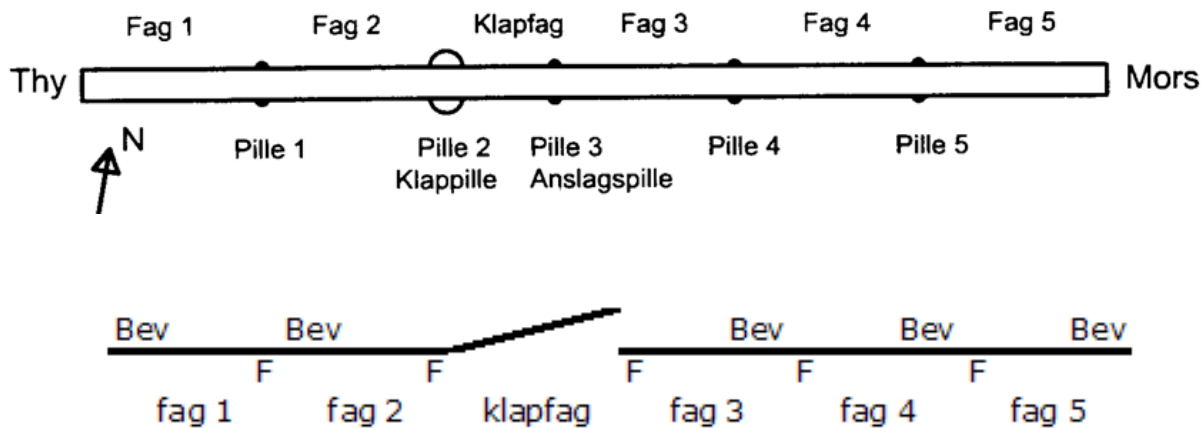 Fag 1 Fag 2 Klapfag Fag 3 Fag 4 Fag 5
Thy Mors
N Pille 1 Pille 2 Pille 3 Pille 4 Pille 5
Klappille Anslagspille
Bev Bev Bev Bev Bev
F F F F F
fag 1 fag 2 klapfag fag 3 fag 4 fag 5